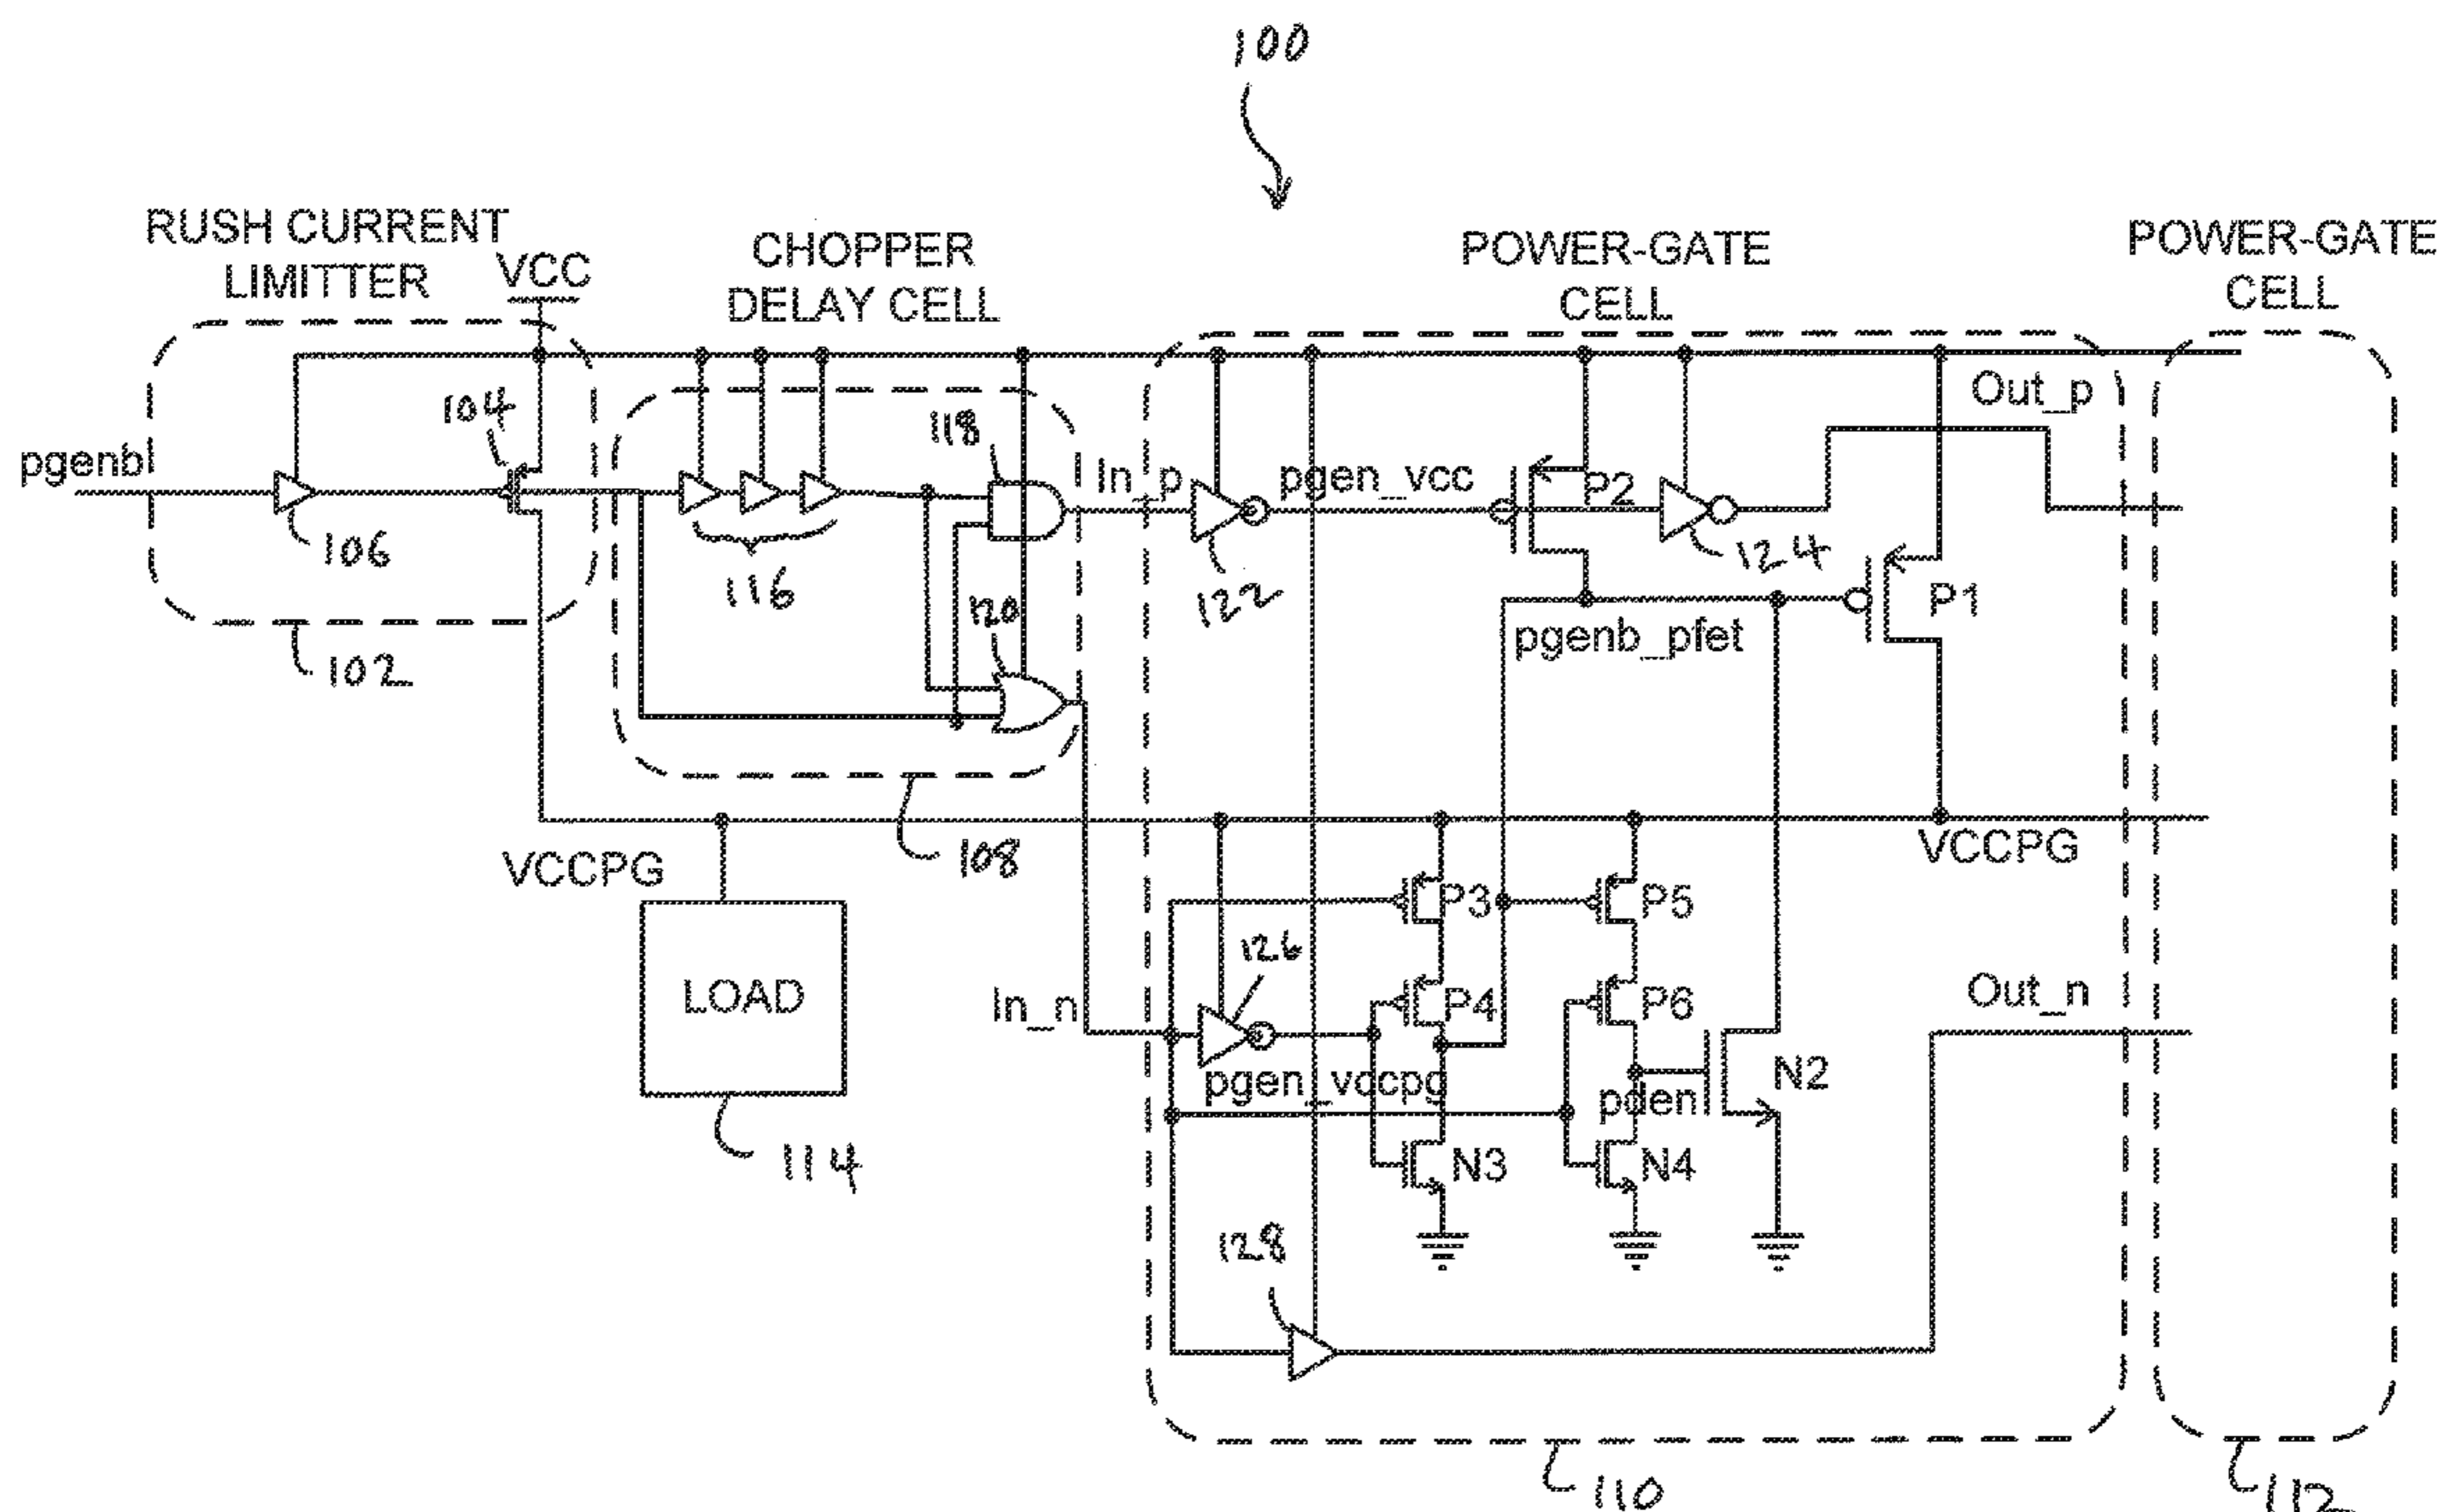 100
RUSH CURRENT
LIMITTER
VCC
CHOPPER
DELAY CELL
POWER-GATE
CELL
POWER-GATE
CELL
pgenbl
104
106
102
116
118
120
108
In_p
pgen_vcc
122
P2
124
Out_p
P1
pgenb_pfet
VCCPG
VCCPG
LOAD
114
In_n
126
pgen_vccpg
P3
P4
N3
P5
P6
pden
N4
N2
Out_n
128
110
112